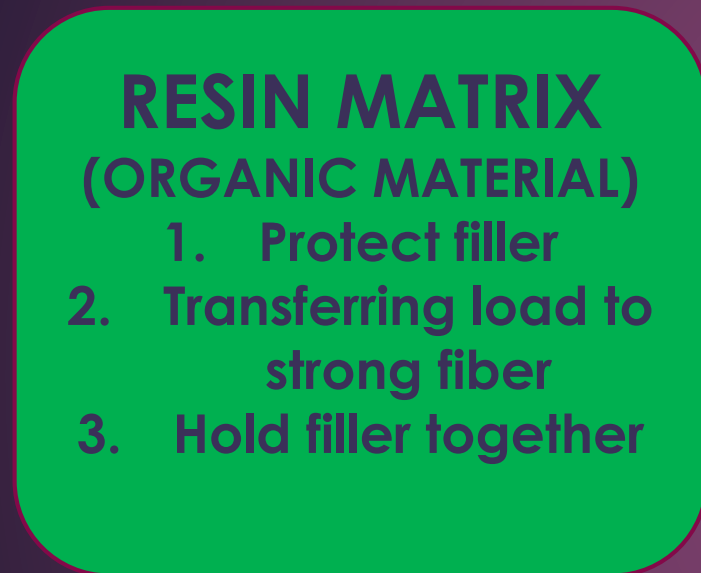 RESIN MATRIX
(ORGANIC MATERIAL)
1. Protect filler
2. Transferring load to
strong fiber
3. Hold filler together